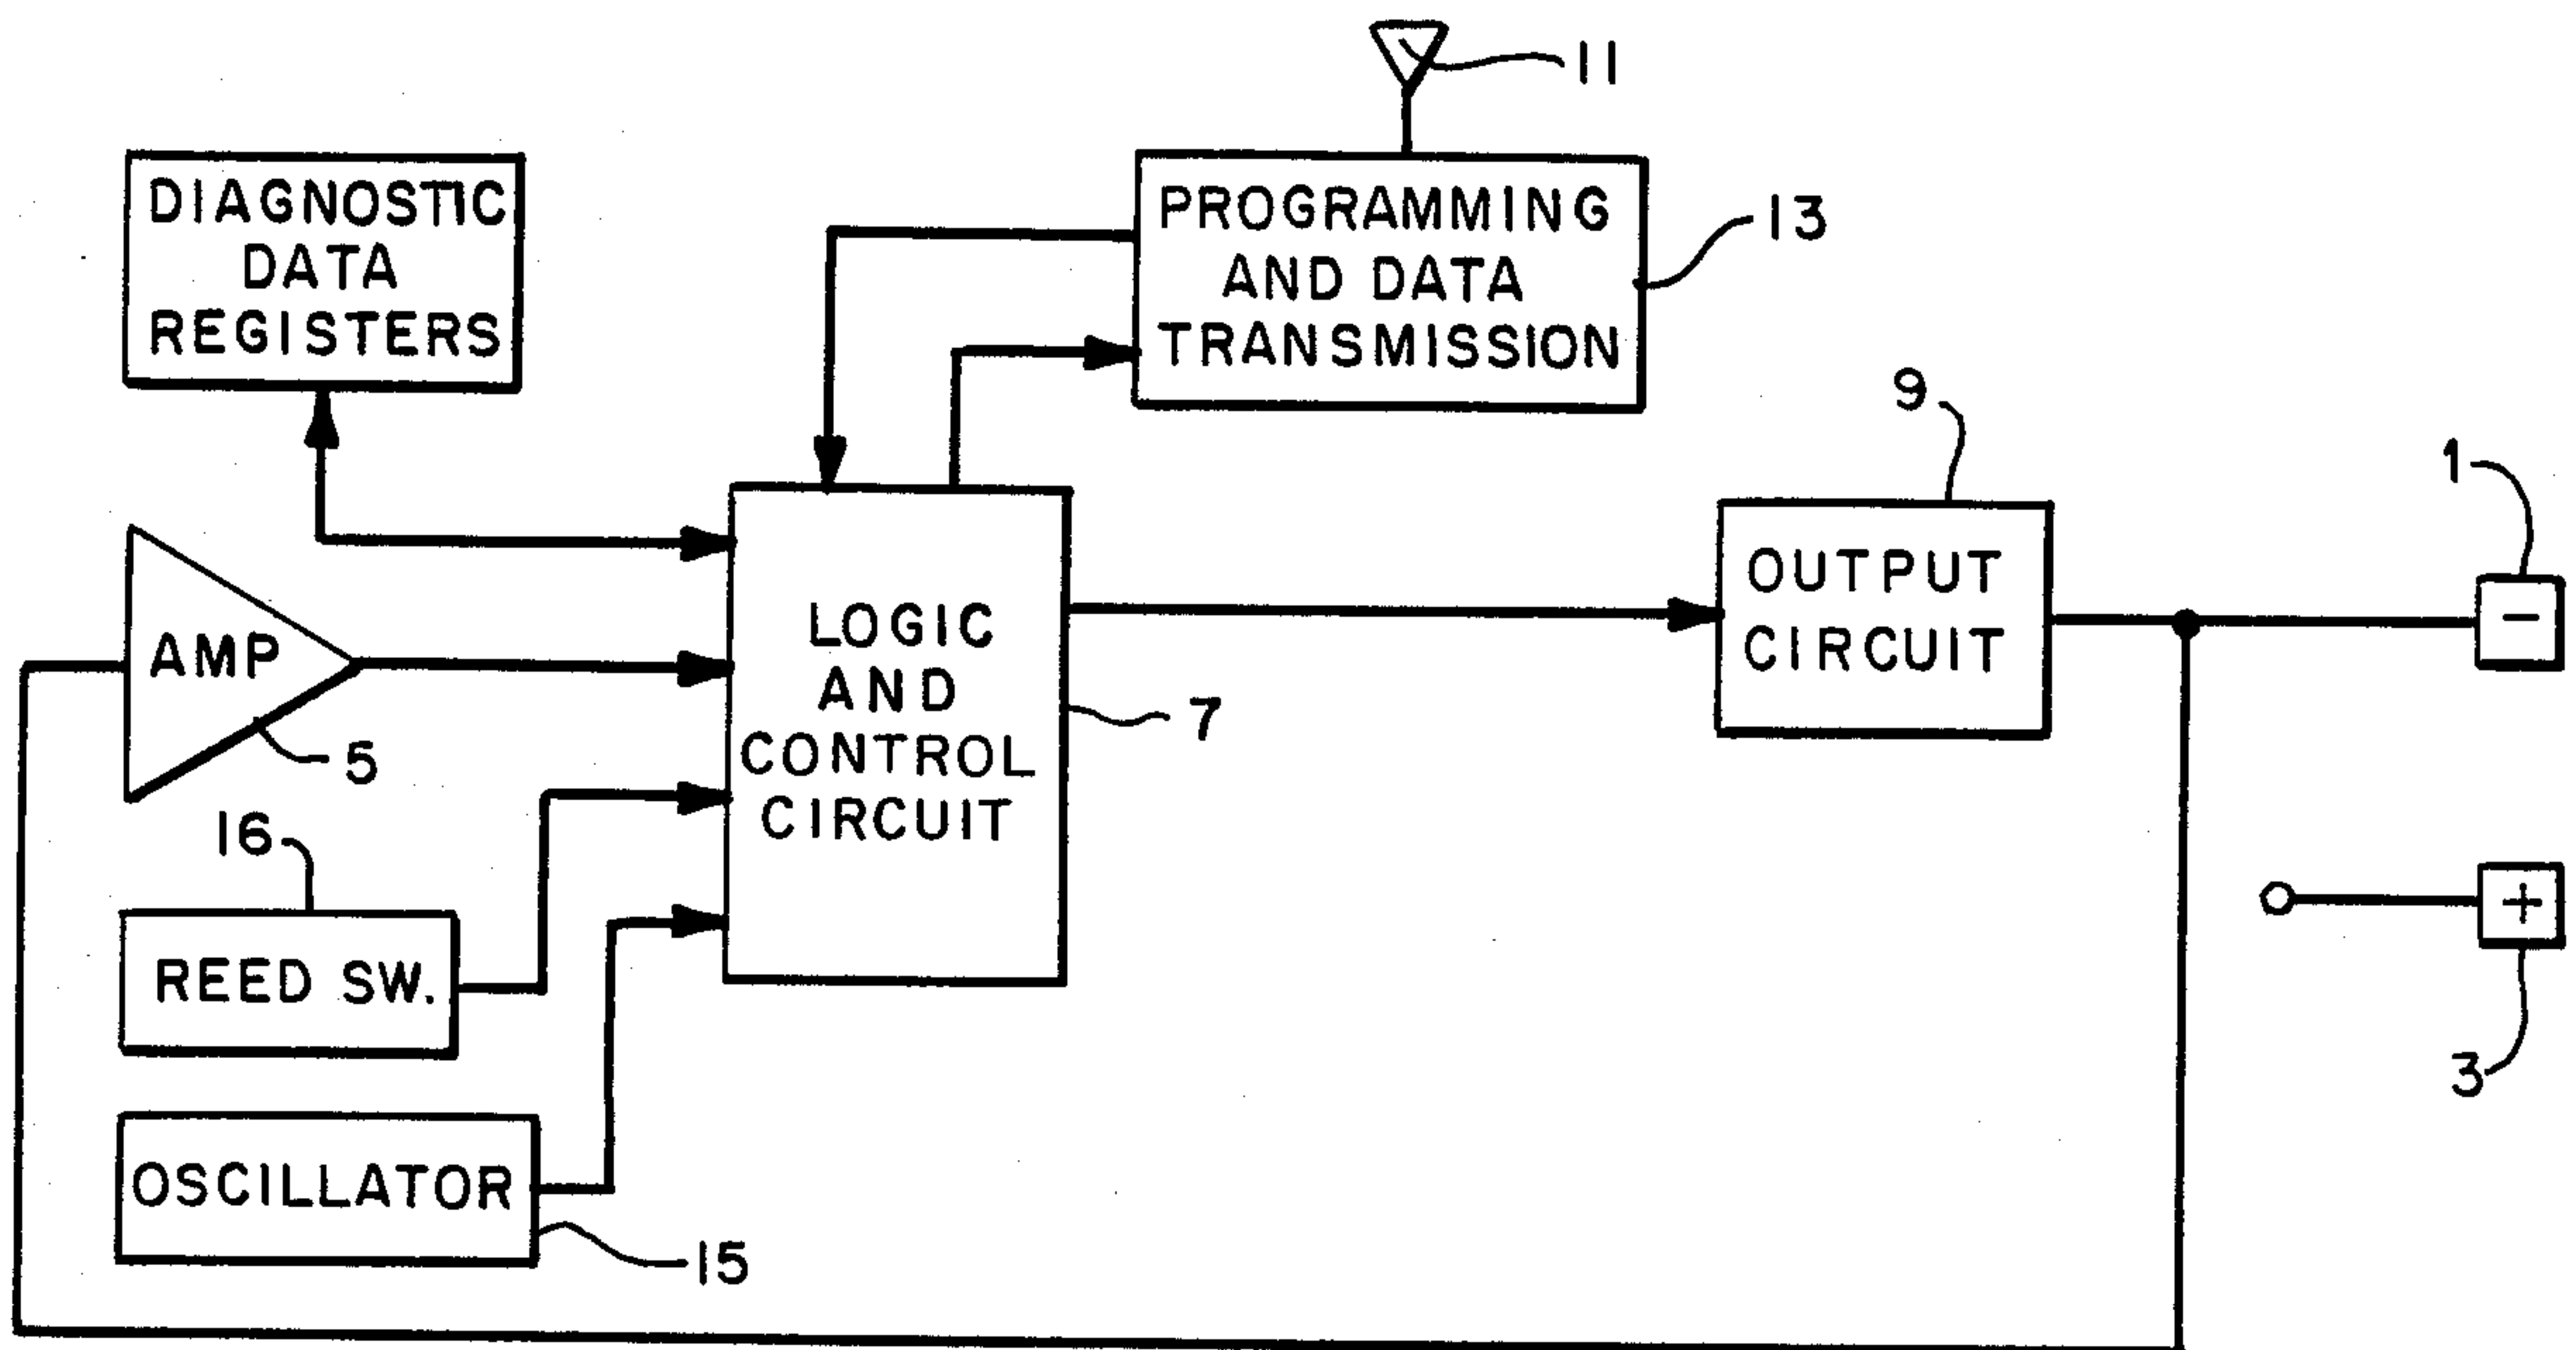 11
DIAGNOSTIC
DATA
REGISTERS
PROGRAMMING
AND DATA
TRANSMISSION
13
9
1
OUTPUT
CIRCUIT
-
AMP
5
LOGIC
AND
CONTROL
CIRCUIT
7
16
REED SW.
+
3
OSCILLATOR
15